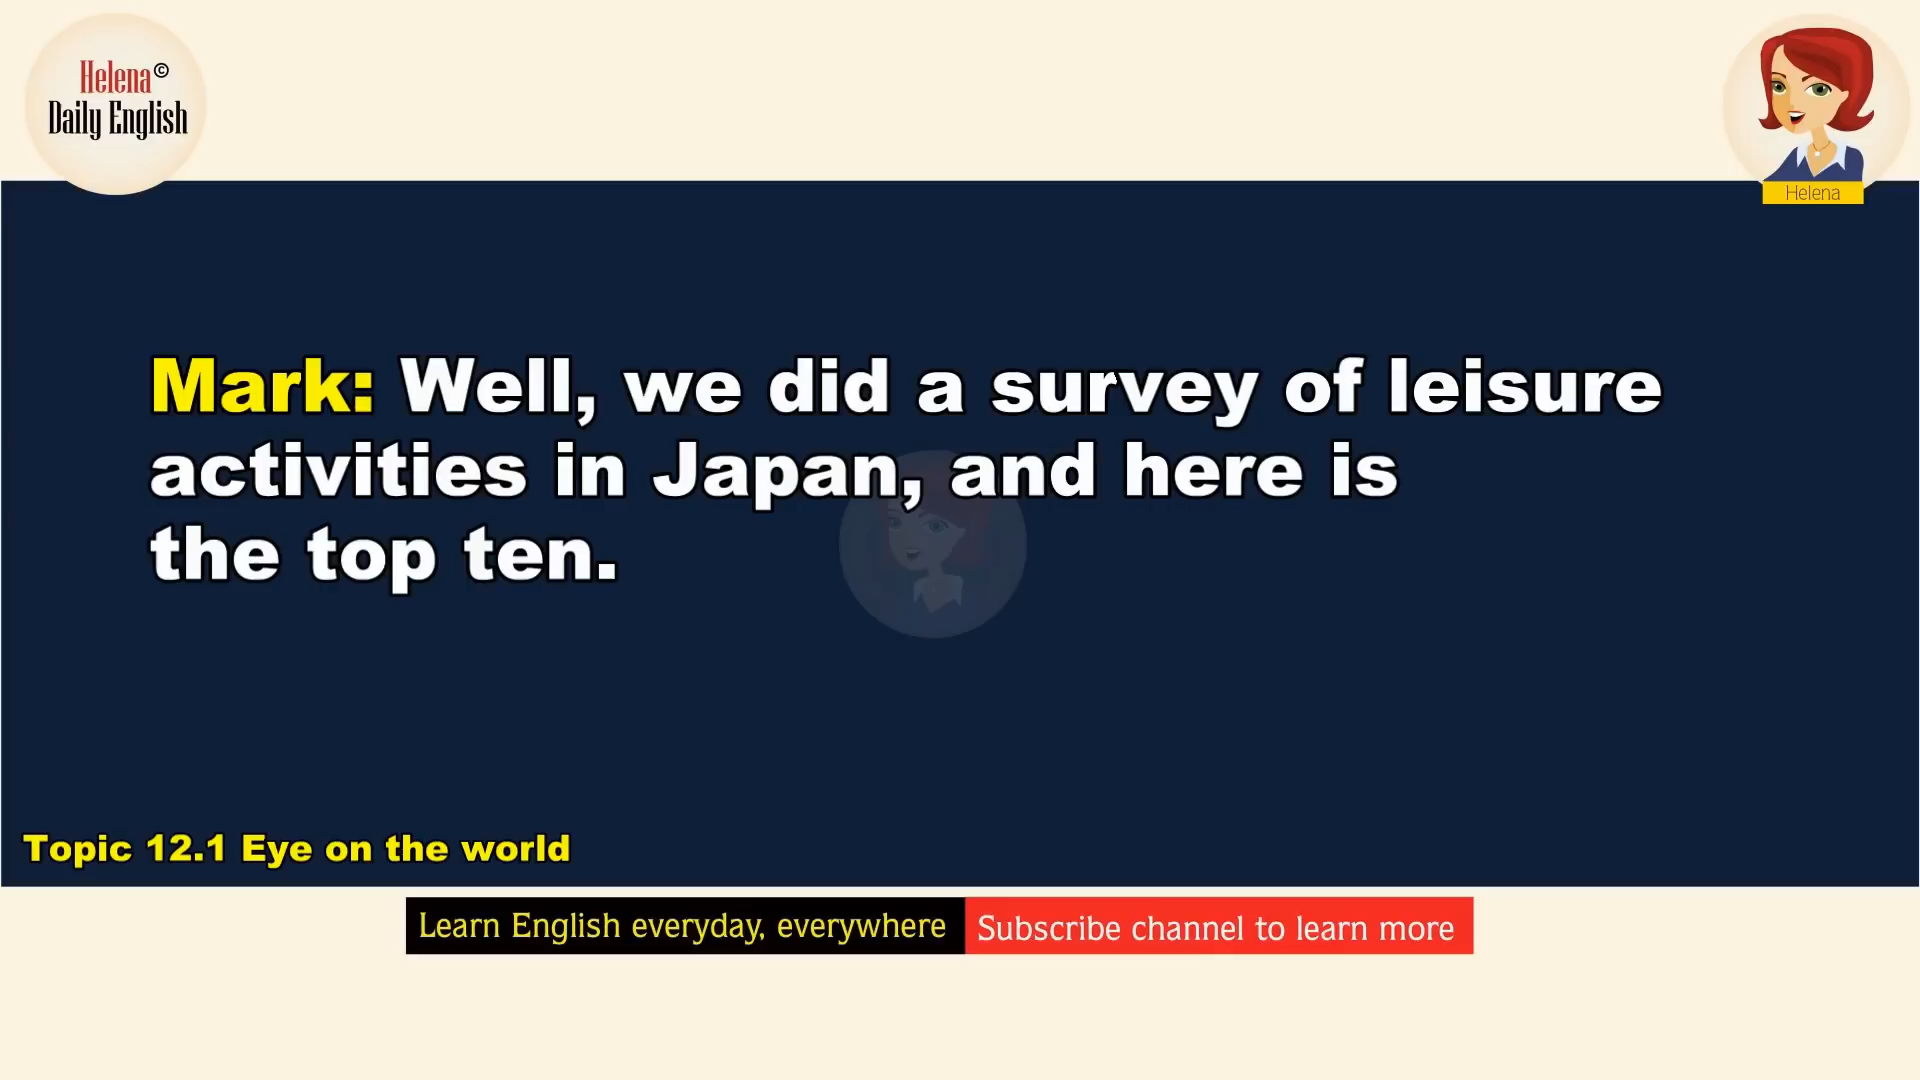 Helena©
Daily English
Helena
Mark: Well, we did a survey of leisure
activities in Japan, and here is
the top ten.
Topic 12.1 Eye on the world
Learn English everyday, everywhere
Subscribe channel to learn more